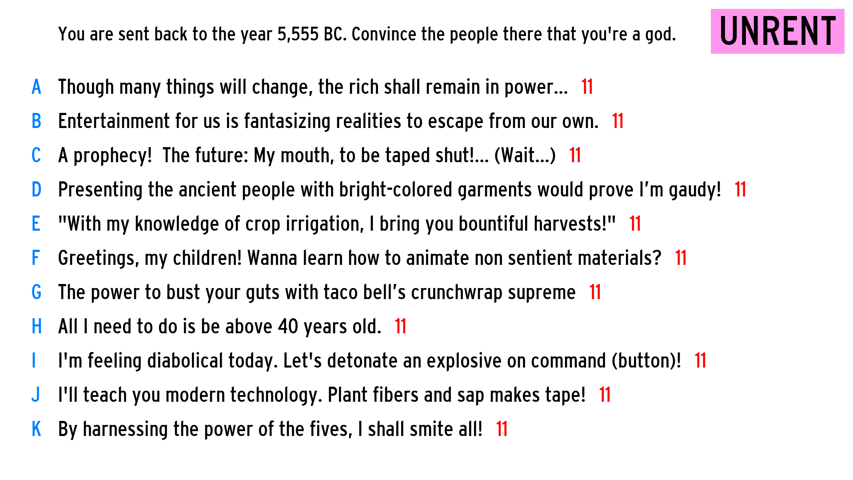 You are sent back to the year 5,555 BC. Convince the people there that you're a god.
UNRENT
A Though many things will change, the rich shall remain in power... 11
B Entertainment for us is fantasizing realities to escape from our own. 11
C A prophecy! The future: My mouth, to be taped shut!... (Wait...) 11
D Presenting the ancient people with bright-colored garments would prove I’m gaudy! 11
E "With my knowledge of crop irrigation, I bring you bountiful harvests!" 11
F Greetings, my children! Wanna learn how to animate non sentient materials? 11
G The power to bust your guts with taco bell’s crunchwrap supreme 11
H All I need to do is be above 40 years old. 11
I I'm feeling diabolical today. Let's detonate an explosive on command (button)! 11
J I'll teach you modern technology. Plant fibers and sap makes tape! 11
K By harnessing the power of the fives, I shall smite all! 11